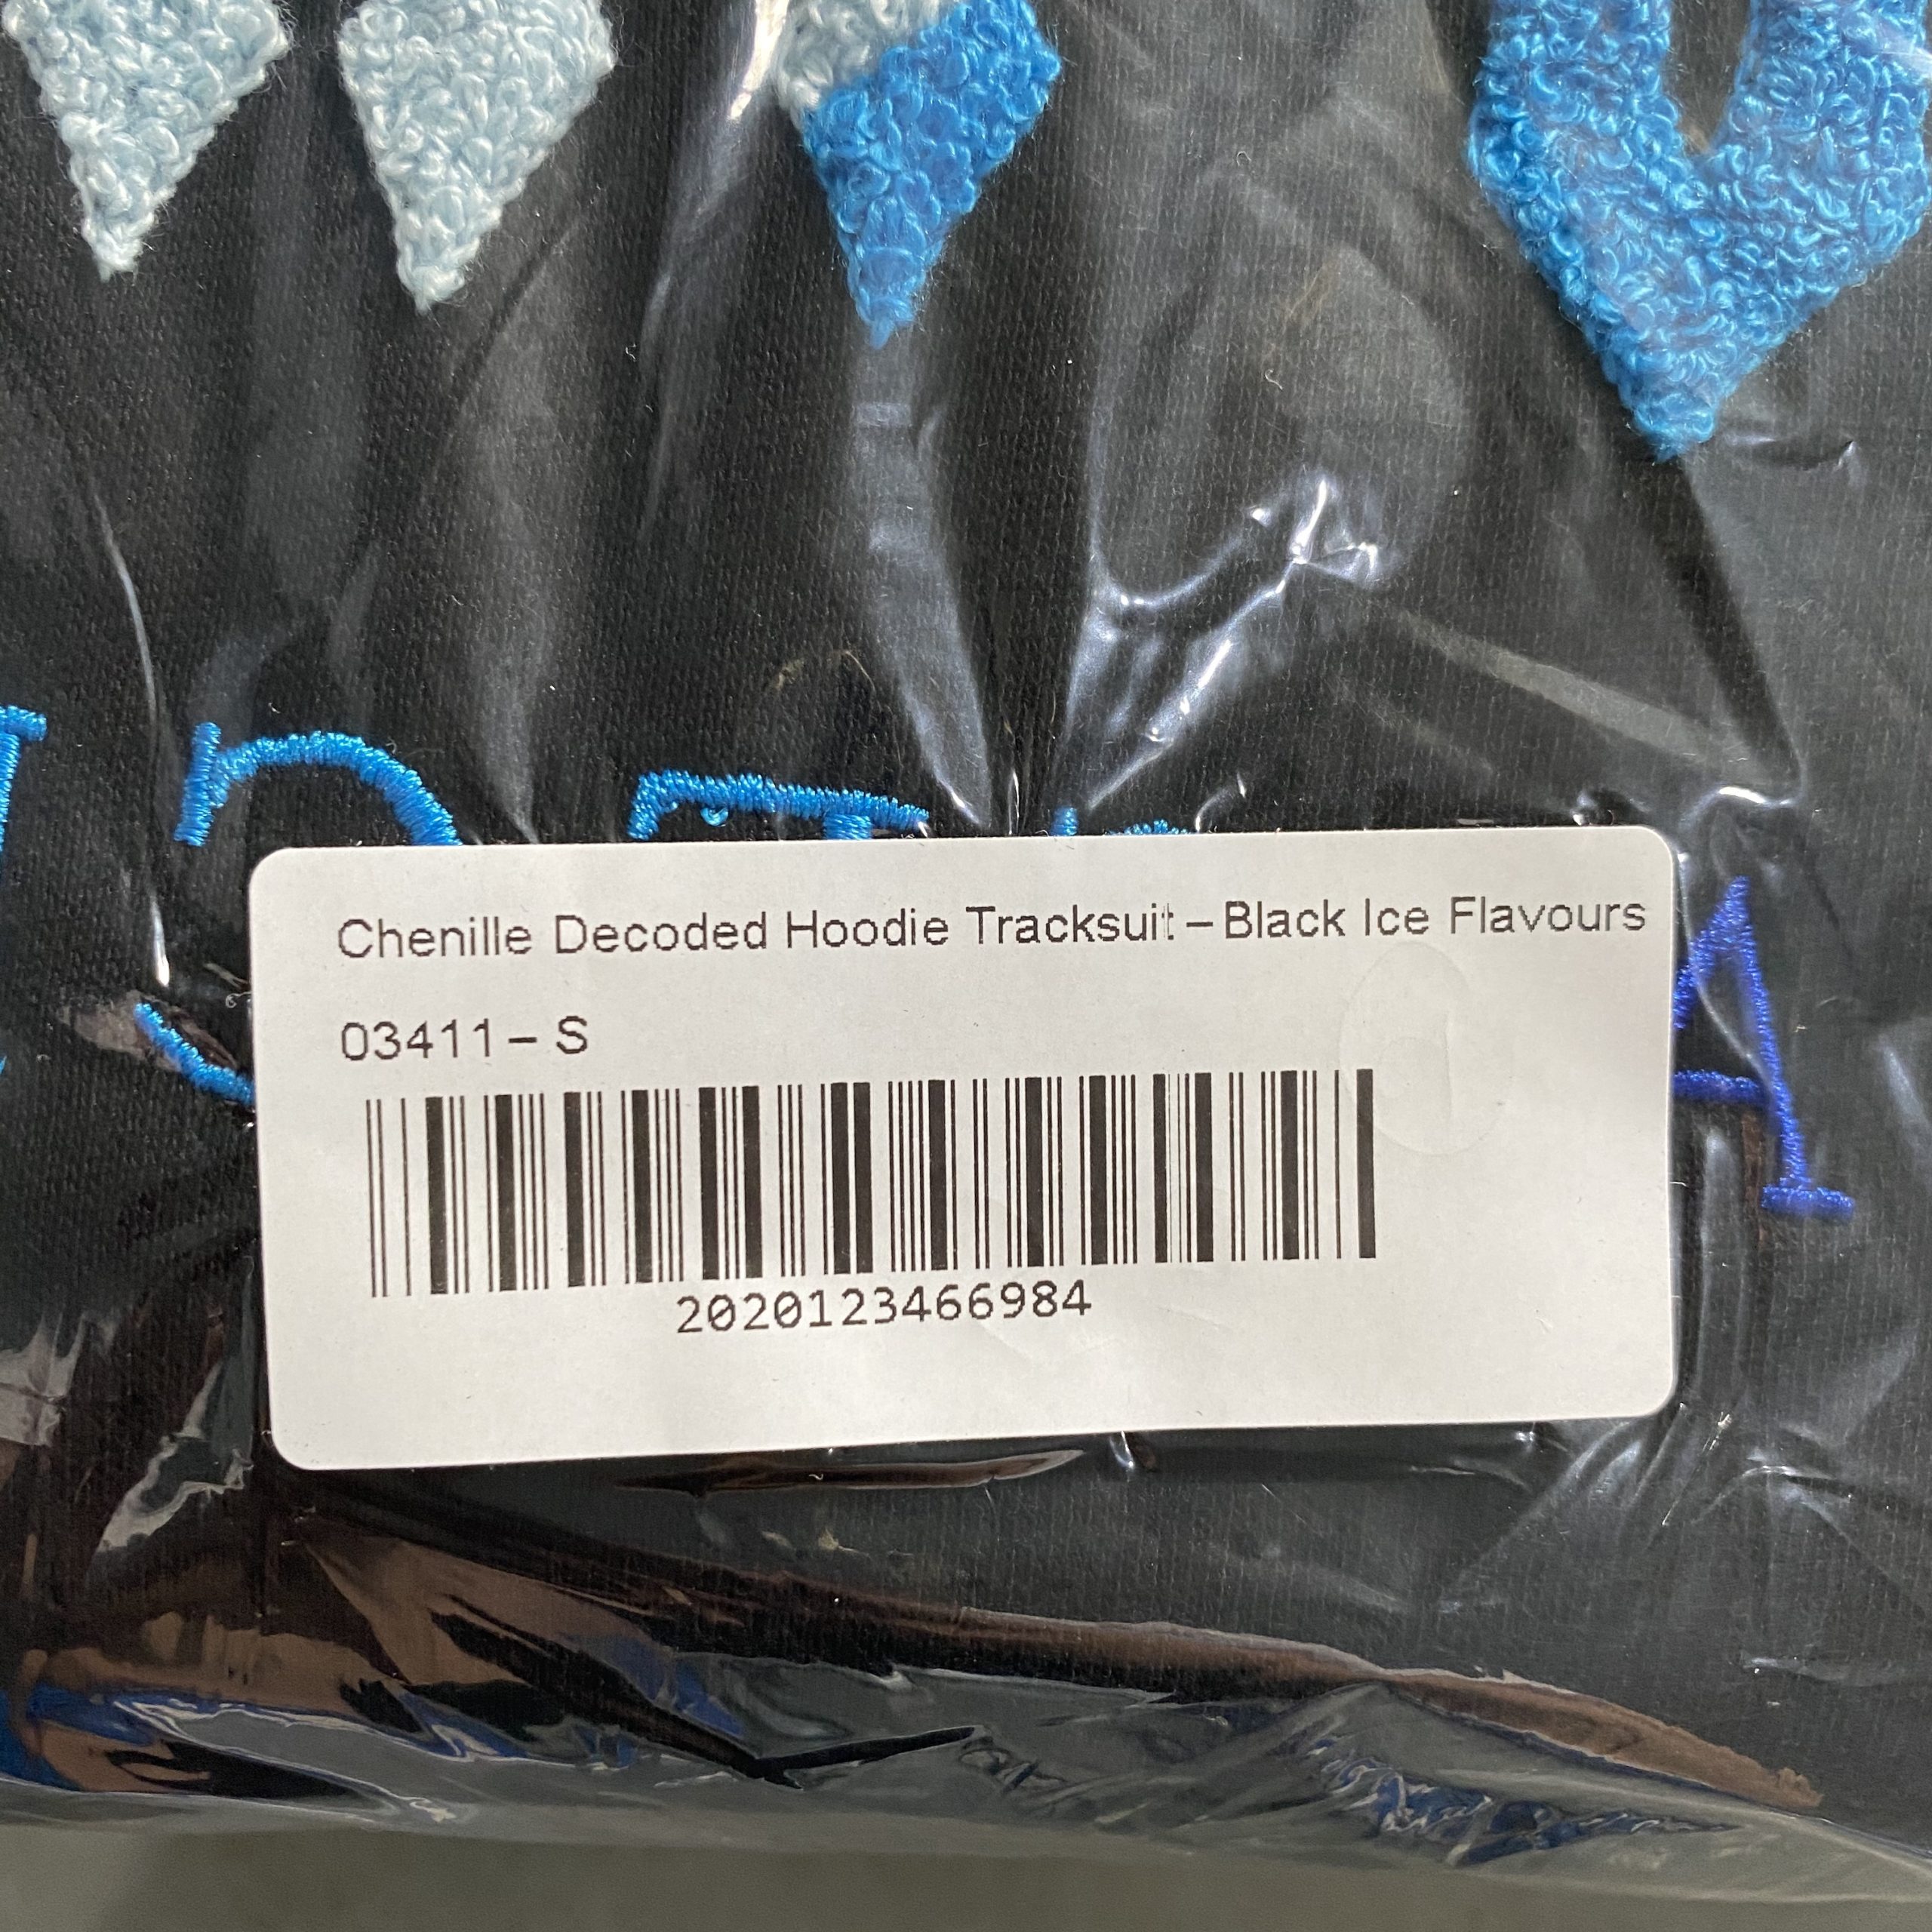 Chenille Decoded Hoodie Tracksuit – Black Ice Flavours
03411 – S
2020123466984